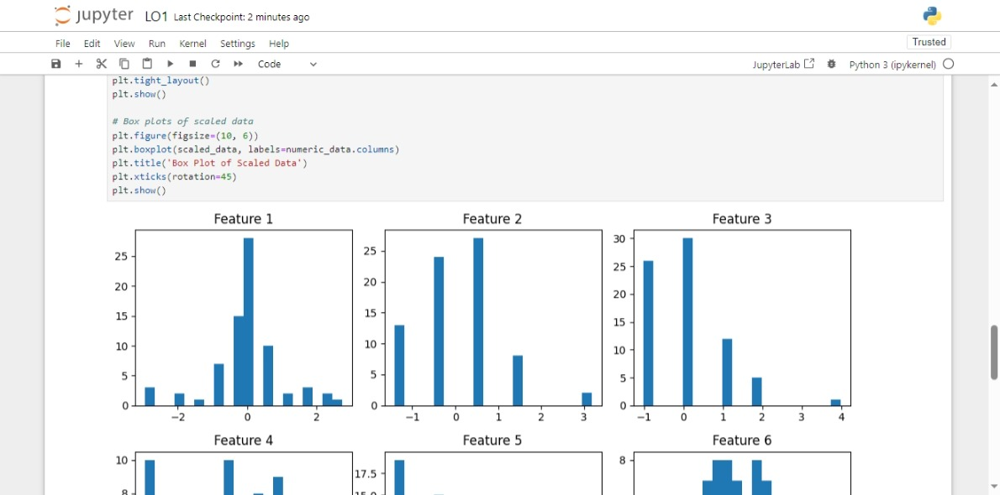 jupyter LO1 Last Checkpoint: 2 minutes ago
File Edit View Run Kernel Settings Help Trusted
Code JupyterLab Python 3 (ipykernel)
plt.tight_layout()
plt.show()
# Box plots of scaled data
plt.figure(figsize=(10, 6))
plt.boxplot(scaled_data, labels=numeric_data.columns)
plt.title('Box Plot of Scaled Data')
plt.xticks(rotation=45)
plt.show()
Feature 1 Feature 2 Feature 3
25
20
15
10
5
0
−2 0 2
25
20
15
10
5
0
−1 0 1 2 3
30
25
20
15
10
5
0
−1 0 1 2 3 4
Feature 4 Feature 5 Feature 6
10
8
17.5
15.0
8